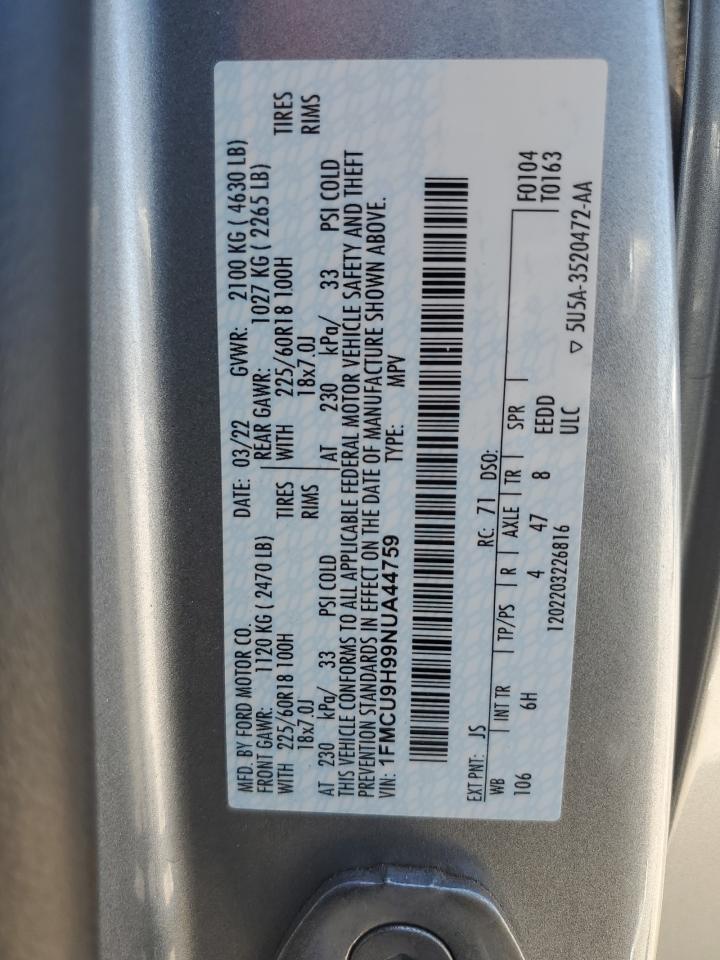 MFD. BY FORD MOTOR CO. DATE: 03/22 GVWR: 2100 KG ( 4630 LB)
FRONT GAWR: 1120 KG ( 2470 LB) REAR GAWR: 1027 KG ( 2265 LB)
WITH 225/60R18 100H TIRES WITH 225/60R18 100H TIRES
18x7.0J RIMS 18x7.0J RIMS
AT 230 kPa/ 33 PSI COLD AT 230 kPa/ 33 PSI COLD
THIS VEHICLE CONFORMS TO ALL APPLICABLE FEDERAL MOTOR VEHICLE SAFETY AND THEFT
PREVENTION STANDARDS IN EFFECT ON THE DATE OF MANUFACTURE SHOWN ABOVE.
VIN: 1FMCU9H99NUA44759 TYPE: MPV
EXT PNT: JS RC: 71 DSO: F0104
WB INT TR TP/PS R AXLE TR SPR T0163
106 6H 4 47 8 EEDD
1202203226816 ULC ▽ 5U5A-3520472-AA